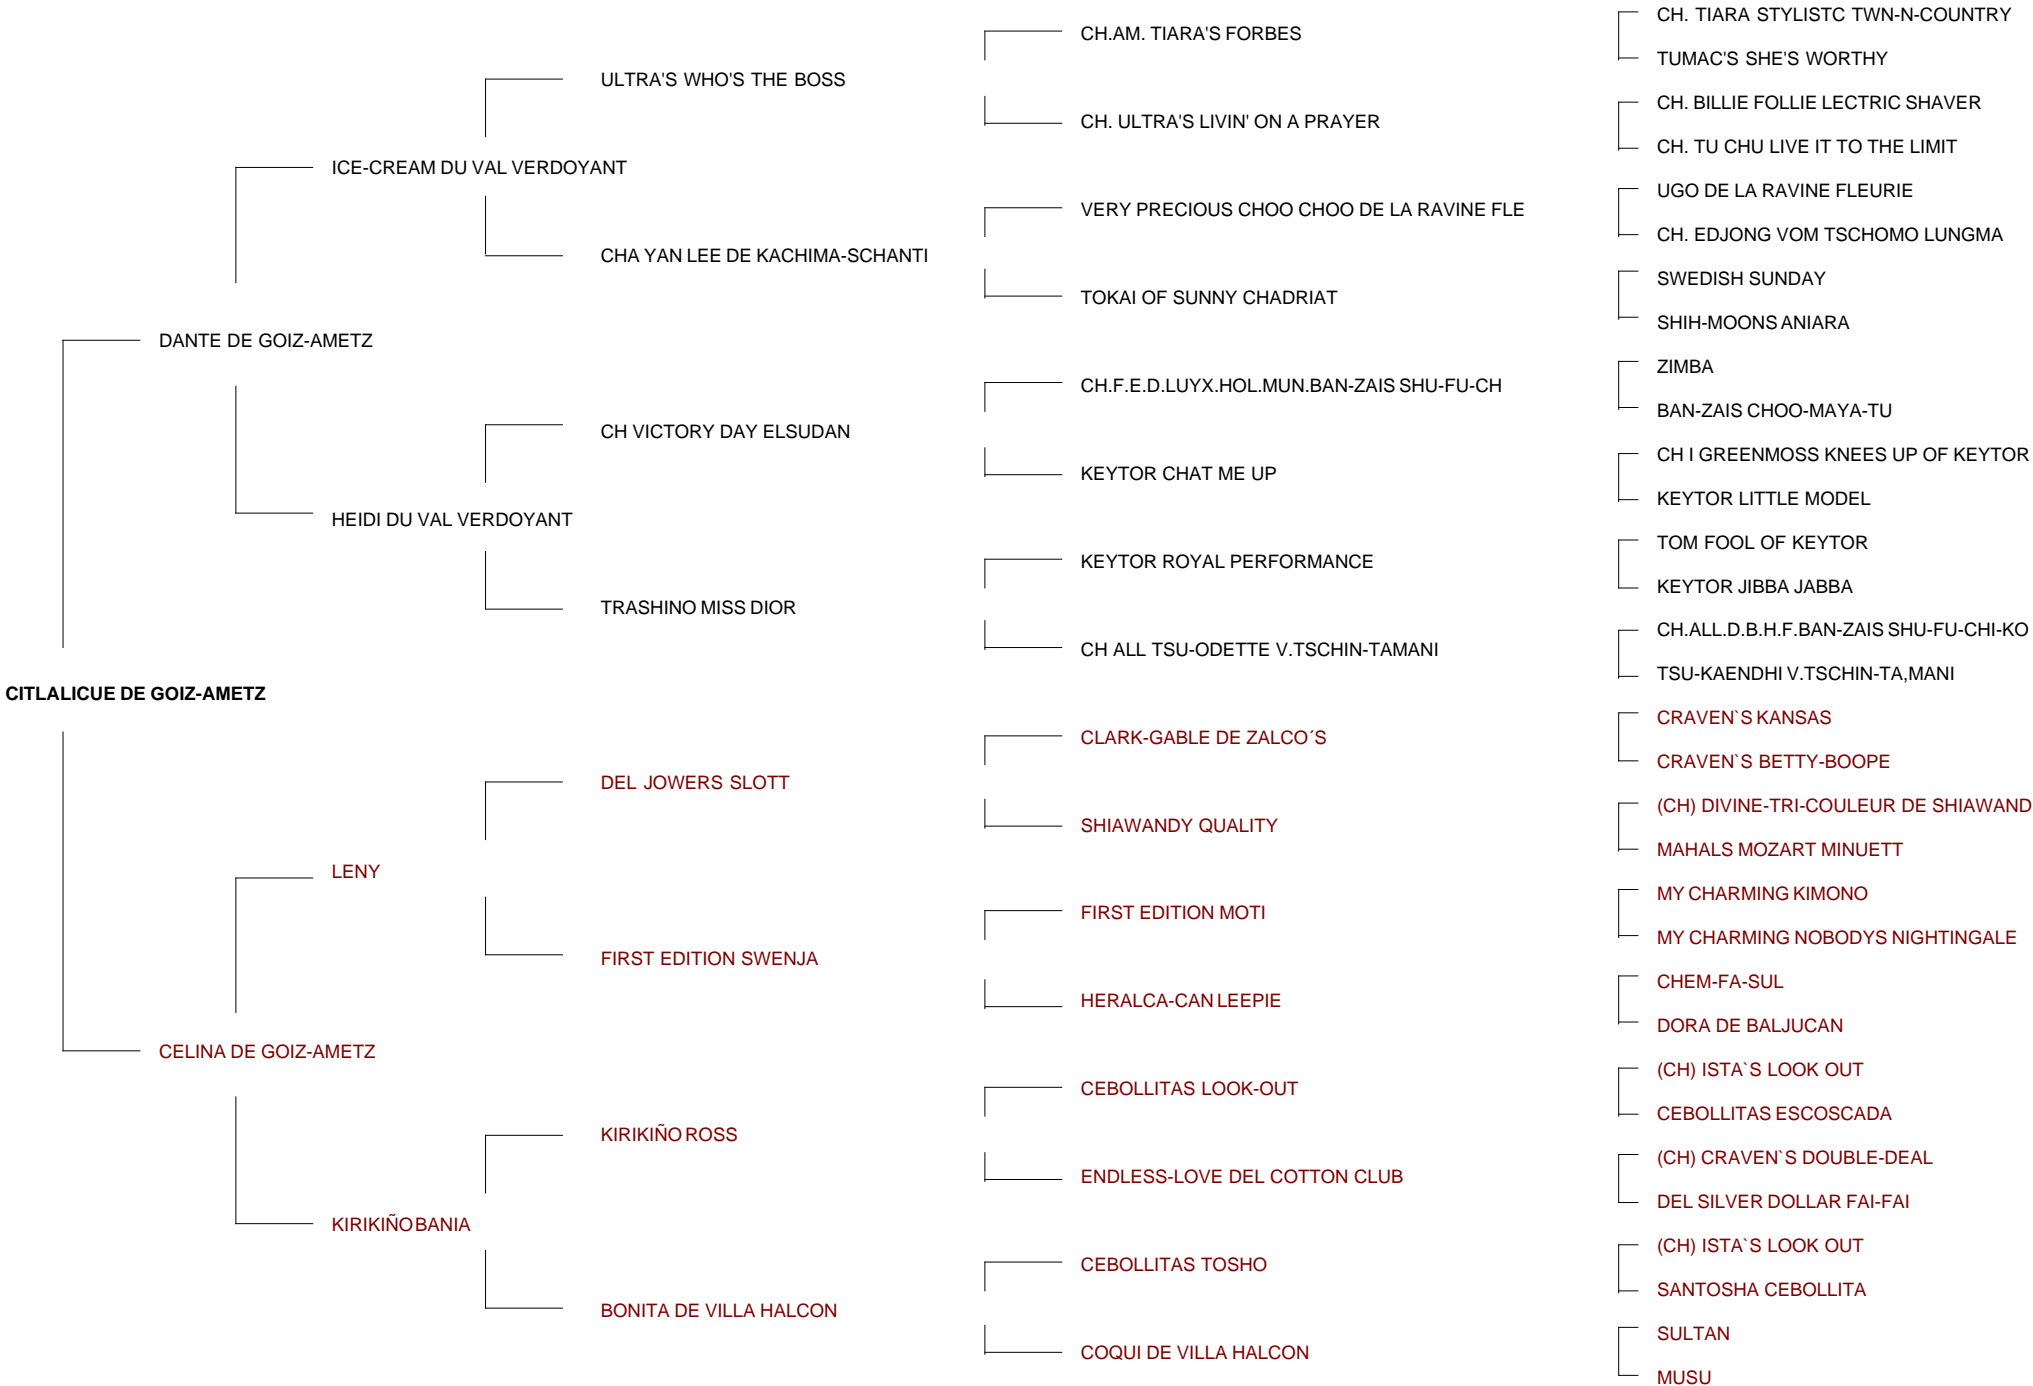 CH. TIARA STYLISTC TWN-N-COUNTRY
CH.AM. TIARA'S FORBES
TUMAC'S SHE'S WORTHY
ULTRA'S WHO'S THE BOSS
CH. BILLIE FOLLIE LECTRIC SHAVER
CH. ULTRA'S LIVIN' ON A PRAYER
CH. TU CHU LIVE IT TO THE LIMIT
ICE-CREAM DU VAL VERDOYANT
UGO DE LA RAVINE FLEURIE
VERY PRECIOUS CHOO CHOO DE LA RAVINE FLE
CH. EDJONG VOM TSCHOMO LUNGMA
CHA YAN LEE DE KACHIMA-SCHANTI
SWEDISH SUNDAY
TOKAI OF SUNNY CHADRIAT
SHIH-MOONS ANIARA
DANTE DE GOIZ-AMETZ
ZIMBA
CH.F.E.D.LUYX.HOL.MUN.BAN-ZAIS SHU-FU-CH
BAN-ZAIS CHOO-MAYA-TU
CH VICTORY DAY ELSUDAN
CH I GREENMOSS KNEES UP OF KEYTOR
KEYTOR CHAT ME UP
KEYTOR LITTLE MODEL
HEIDI DU VAL VERDOYANT
TOM FOOL OF KEYTOR
KEYTOR ROYAL PERFORMANCE
KEYTOR JIBBA JABBA
TRASHINO MISS DIOR
CH.ALL.D.B.H.F.BAN-ZAIS SHU-FU-CHI-KO
CH ALL TSU-ODETTE V.TSCHIN-TAMANI
TSU-KAENDHI V.TSCHIN-TA,MANI
CITLALICUE DE GOIZ-AMETZ
CRAVEN`S KANSAS
CLARK-GABLE DE ZALCO´S
CRAVEN`S BETTY-BOOPE
DEL JOWERS SLOTT
(CH) DIVINE-TRI-COULEUR DE SHIAWAND
SHIAWANDY QUALITY
MAHALS MOZART MINUETT
LENY
MY CHARMING KIMONO
FIRST EDITION MOTI
MY CHARMING NOBODYS NIGHTINGALE
FIRST EDITION SWENJA
CHEM-FA-SUL
HERALCA-CAN LEEPIE
DORA DE BALJUCAN
CELINA DE GOIZ-AMETZ
(CH) ISTA`S LOOK OUT
CEBOLLITAS LOOK-OUT
CEBOLLITAS ESCOSCADA
KIRIKIÑO ROSS
(CH) CRAVEN`S DOUBLE-DEAL
ENDLESS-LOVE DEL COTTON CLUB
DEL SILVER DOLLAR FAI-FAI
KIRIKIÑO BANIA
(CH) ISTA`S LOOK OUT
CEBOLLITAS TOSHO
SANTOSHA CEBOLLITA
BONITA DE VILLA HALCON
SULTAN
COQUI DE VILLA HALCON
MUSU